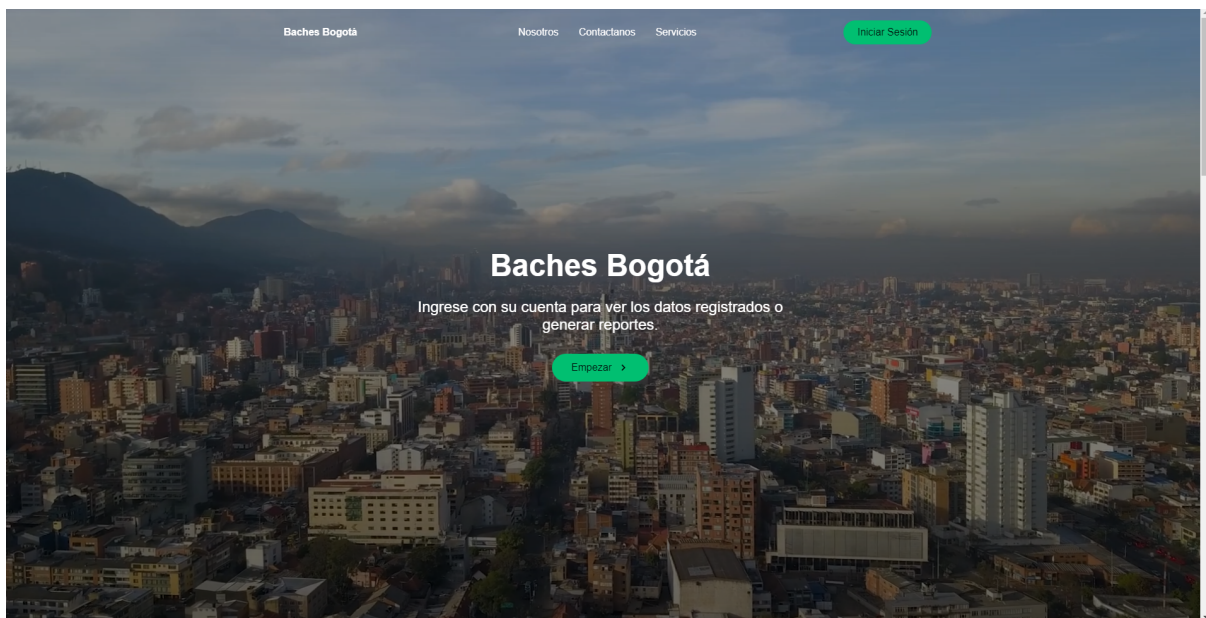 Baches Bogotá
Nosotros Contactanos Servicios
Iniciar Sesión
Baches Bogotá
Ingrese con su cuenta para ver los datos registrados o
generar reportes.
Empezar